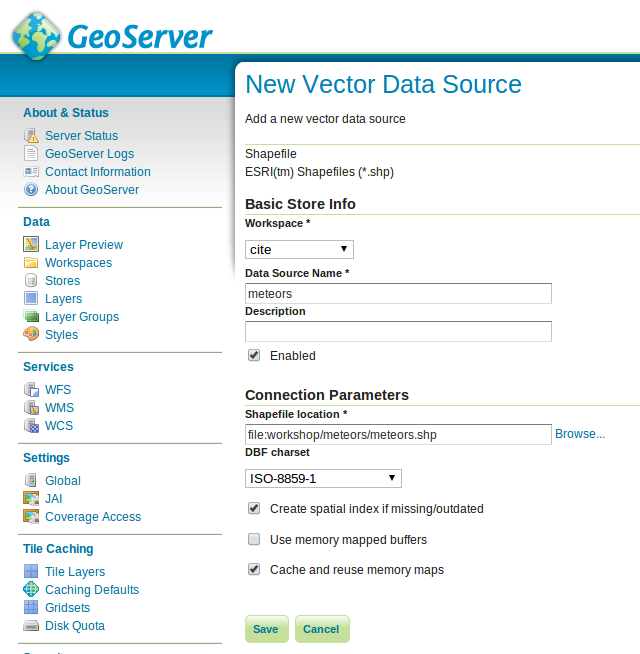 GeoServer
About & Status
Server Status
GeoServer Logs
Contact Information
About GeoServer
Data
Layer Preview
Workspaces
Stores
Layers
Layer Groups
Styles
Services
WFS
WMS
WCS
Settings
Global
JAI
Coverage Access
Tile Caching
Tile Layers
Caching Defaults
Gridsets
Disk Quota
New Vector Data Source
Add a new vector data source
Shapefile
ESRI(tm) Shapefiles (*.shp)
Basic Store Info
Workspace *
cite
Data Source Name *
meteors
Description
Enabled
Connection Parameters
Shapefile location *
file:workshop/meteors/meteors.shp Browse...
DBF charset
ISO-8859-1
Create spatial index if missing/outdated
Use memory mapped buffers
Cache and reuse memory maps
Save Cancel